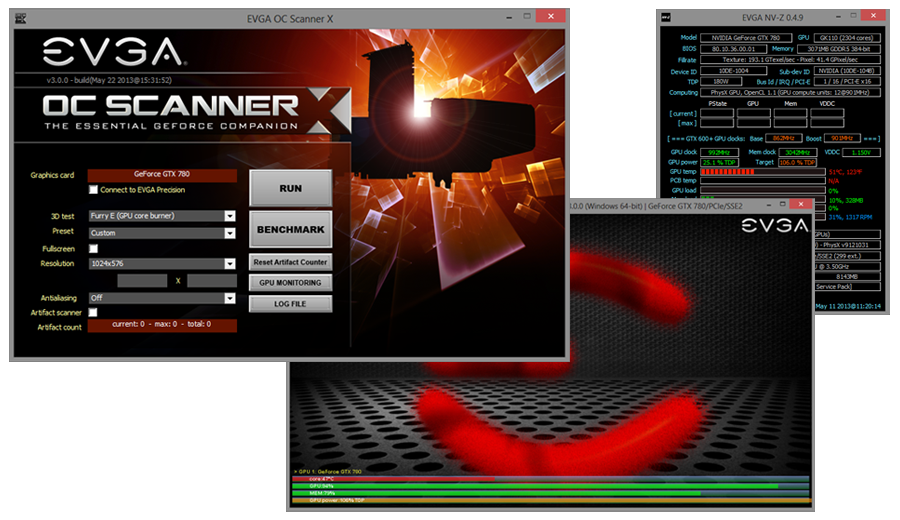 EVGA OC Scanner X
EVGA
v3.0.0 - build(May 22 2013@15:31:52)
OC SCANNER X
THE ESSENTIAL GEFORCE COMPANION
Graphics card GeForce GTX 780
Connect to EVGA Precision
RUN
3D test Furry E (GPU core burner)
Preset Custom
BENCHMARK
Fullscreen
Resolution 1024x576
Reset Artifact Counter
X
GPU MONITORING
Antialiasing Off
LOG FILE
Artifact scanner
Artifact count current: 0 - max: 0 - total: 0
EVGA NV-Z 0.4.9
Model NVIDIA GeForce GTX 780 GPU GK110 (2304 cores)
BIOS 80.10.36.00.01 Memory 3071MB GDDR5 384-bit
Fillrate Texture: 193.1 GTexel/sec - Pixel: 41.4 GPixel/sec
Device ID 10DE-1004 Sub-dev ID NVIDIA (10DE-104B)
TDP 180W Bus Id / IRQ / PCI-E 1 / 16 / PCI-E x16
Computing PhysX GPU, OpenCL 1.1 (GPU compute units: 12@901MHz)
PState GPU Mem VDDC
[ current ]
[ max ]
[ === GTX 600+ GPU clocks: Base 862MHz Boost 901MHz === ]
GPU clock 992MHz Mem clock 3042MHz VDDC 1.150V
GPU power 25.1 % TDP Target 106.0 % TDP
GPU temp 51°C, 123°F
PCB temp N/A
GPU load 0%
10%, 328MB
0%
31%, 1317 RPM
GPUs)
) - PhysX v9121031
/SSE2 (299 ext.)
U @ 3.50GHz
8143MB
Service Pack]
May 11 2013@11:20:14
3.0.0 (Windows 64-bit) | GeForce GTX 780/PCIe/SSE2
EVGA
> GPU 1: GeForce GTX 780
core:47°C
GPU:94%
MEM:79%
GPU power:106% TDP